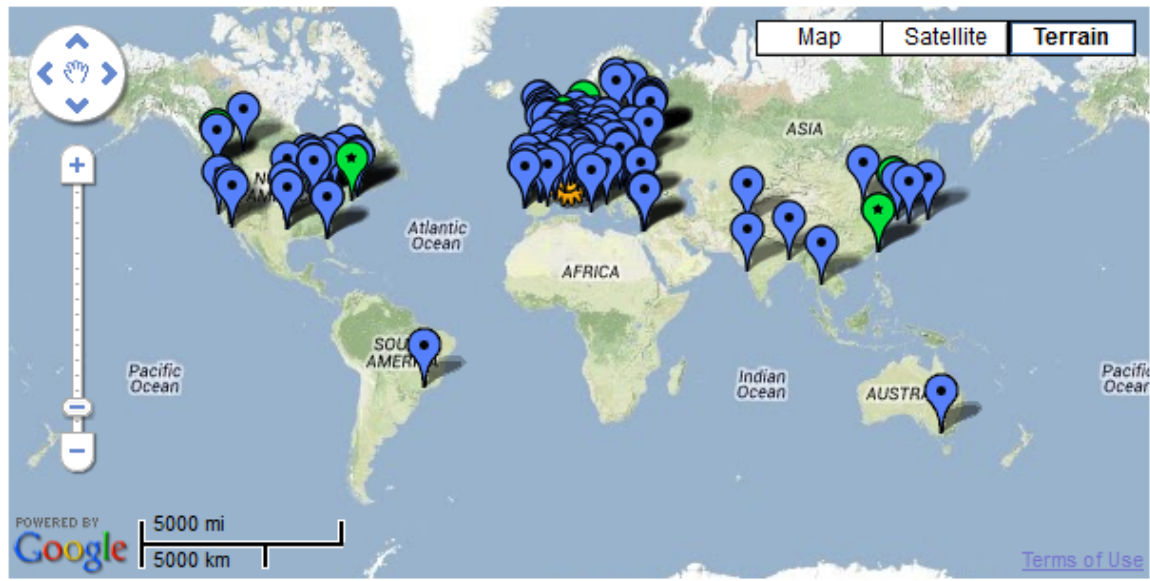 Map
Satellite
Terrain
ASIA
Atlantic
Ocean
AFRICA
SOU
AMERI A
Pacific
Ocean
Indian
Ocean
AUSTRA
Pacific
Ocean
POWERED BY
Google
5000 mi
5000 km
Terms of Use